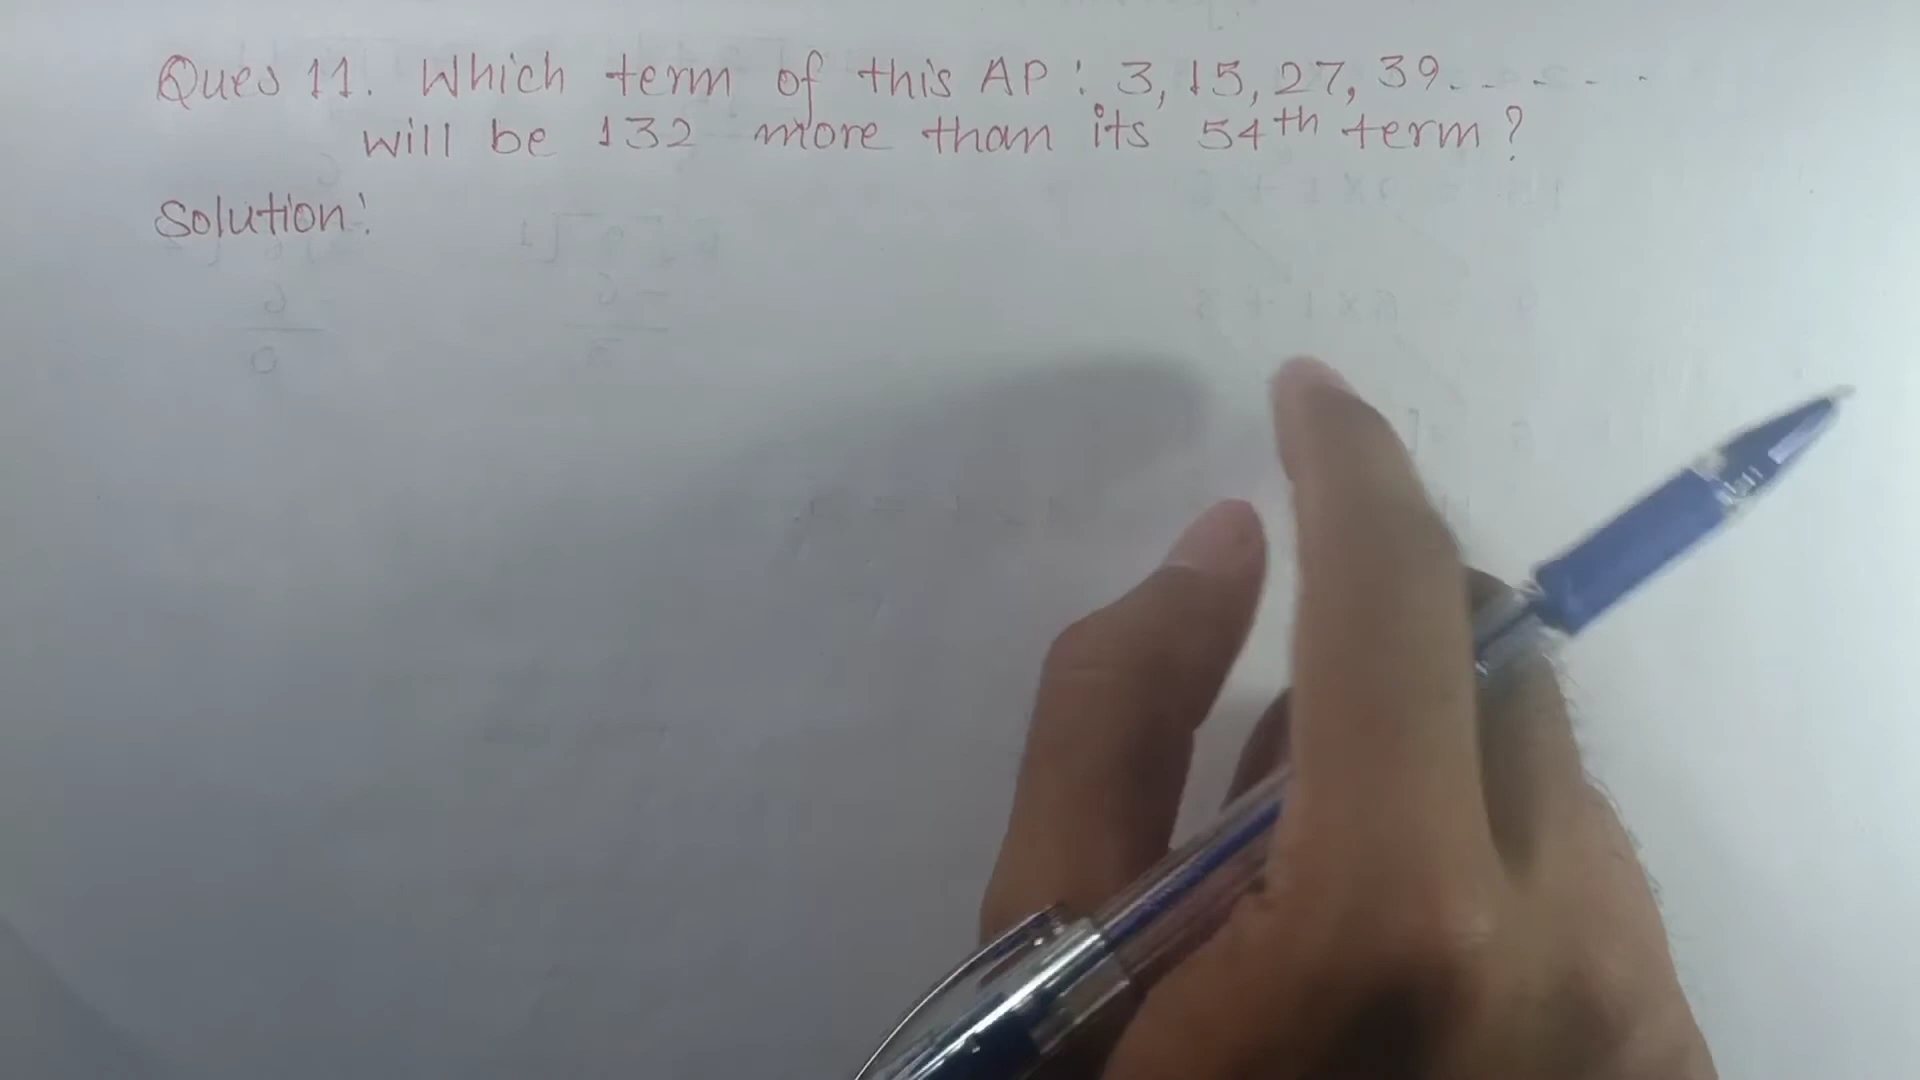 Ques 11. Which term of this AP: 3, 15, 27, 39.......
will be 132 more than its 54th term?
Solution: